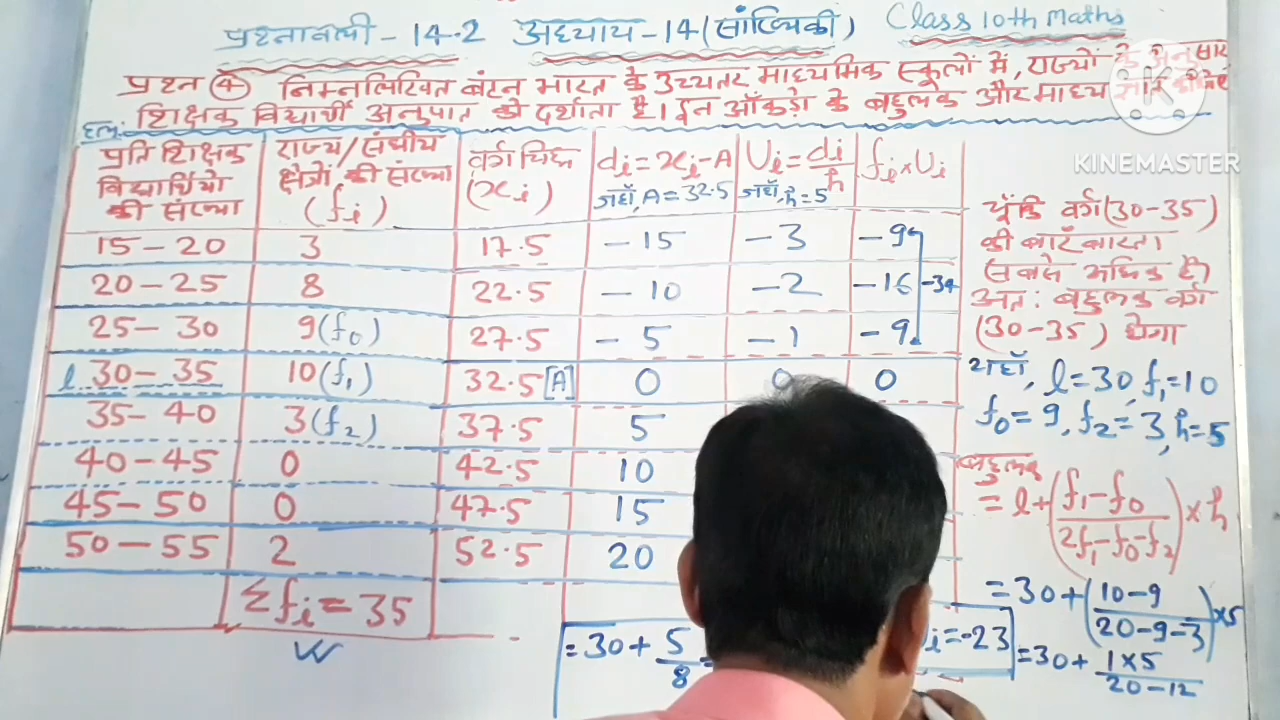 प्रश्नावली - 14.2 अध्याय - 14 (सांख्यिकी) Class 10th Maths
प्रश्न ④ निम्नलिखित बंटन भारत के उच्चतर माध्यमिक स्कूलों में, राज्यों के अनुसार
शिक्षक विद्यार्थी अनुपात को दर्शाता है। इन आँकड़ो के बहुलक और माध्य
KINEMASTER
हल:
प्रति शिक्षक विद्यार्थियो की संख्या | राज्य/संघीय क्षैत्रों की संख्या (fi) | वर्ग चिह्न (xi) | di = xi - A जहाँ, A = 32.5 | Ui = di/h जहाँ, h = 5 | fi x Ui
15 - 20 | 3 | 17.5 | - 15 | - 3 | - 9
20 - 25 | 8 | 22.5 | - 10 | - 2 | - 16 | -34
25 - 30 | 9 (f0) | 27.5 | - 5 | - 1 | - 9
l 30 - 35 | 10 (f1) | 32.5 [A] | 0 | 0 | 0
35 - 40 | 3 (f2) | 37.5 | 5
40 - 45 | 0 | 42.5 | 10
45 - 50 | 0 | 47.5 | 15
50 - 55 | 2 | 52.5 | 20
Σfi = 35
i = -23
चूँकि वर्ग (30 - 35)
की बारंबारता
सबसे अधिक है
अत: बहुलक वर्ग
(30 - 35) होगा
यहाँ, l = 30, f1 = 10
f0 = 9, f2 = 3, h = 5
बहुलक
= l + (f1 - f0 / 2f1 - f0 - f2) x h
= 30 + (10 - 9 / 20 - 9 - 3) x 5
= 30 + 1 x 5 / 20 - 12
= 30 + 5/8 =